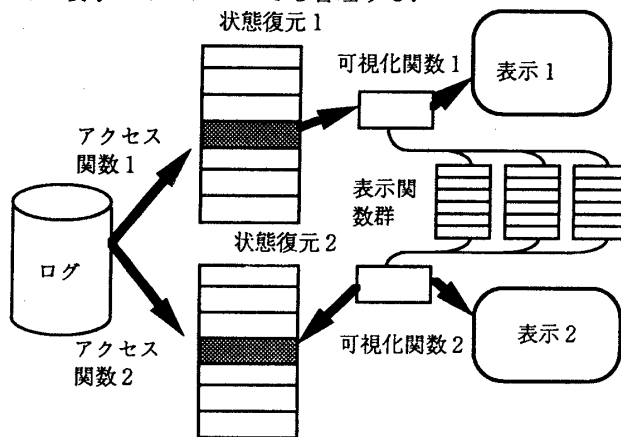 状態復元1
可視化関数1
表示1
アクセス
関数1
表示関
数群
ログ
状態復元2
アクセス
関数2
可視化関数2
表示2